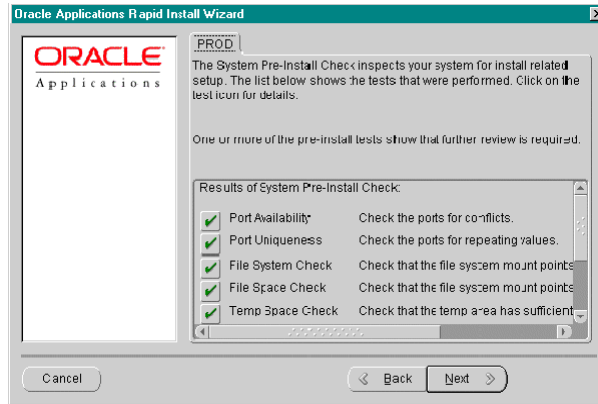 Oracle Applications Rapid Install Wizard
ORACLE
Applications
PROD
The System Pre-Install Check inspects your system for install related
setup. The list below shows the tests that were performed. Click on the
test icon for details.
One or more of the pre-install tests show that further review is required.
Results of System Pre-Install Check:
Port Availability Check the ports for conflicts.
Port Uniqueness Check the ports for repeating values.
File System Check Check that the file system mount points
File Space Check Check that the file system mount points
Temp Space Check Check that the temp area has sufficient
Cancel Back Next